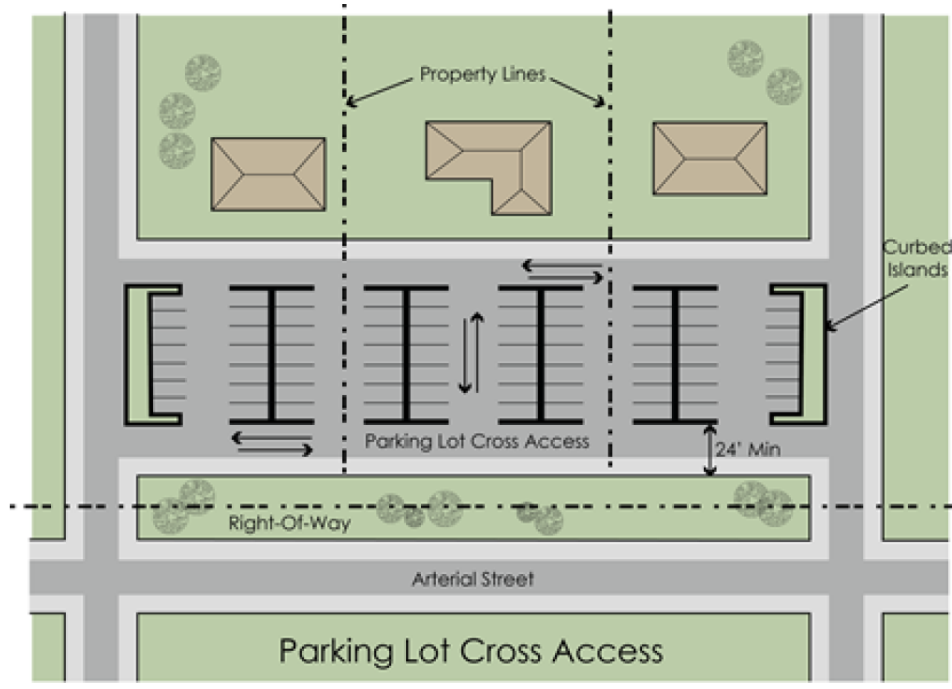 Property Lines
Curbed
Islands
Parking Lot Cross Access
24' Min
Right-Of-Way
Arterial Street
Parking Lot Cross Access